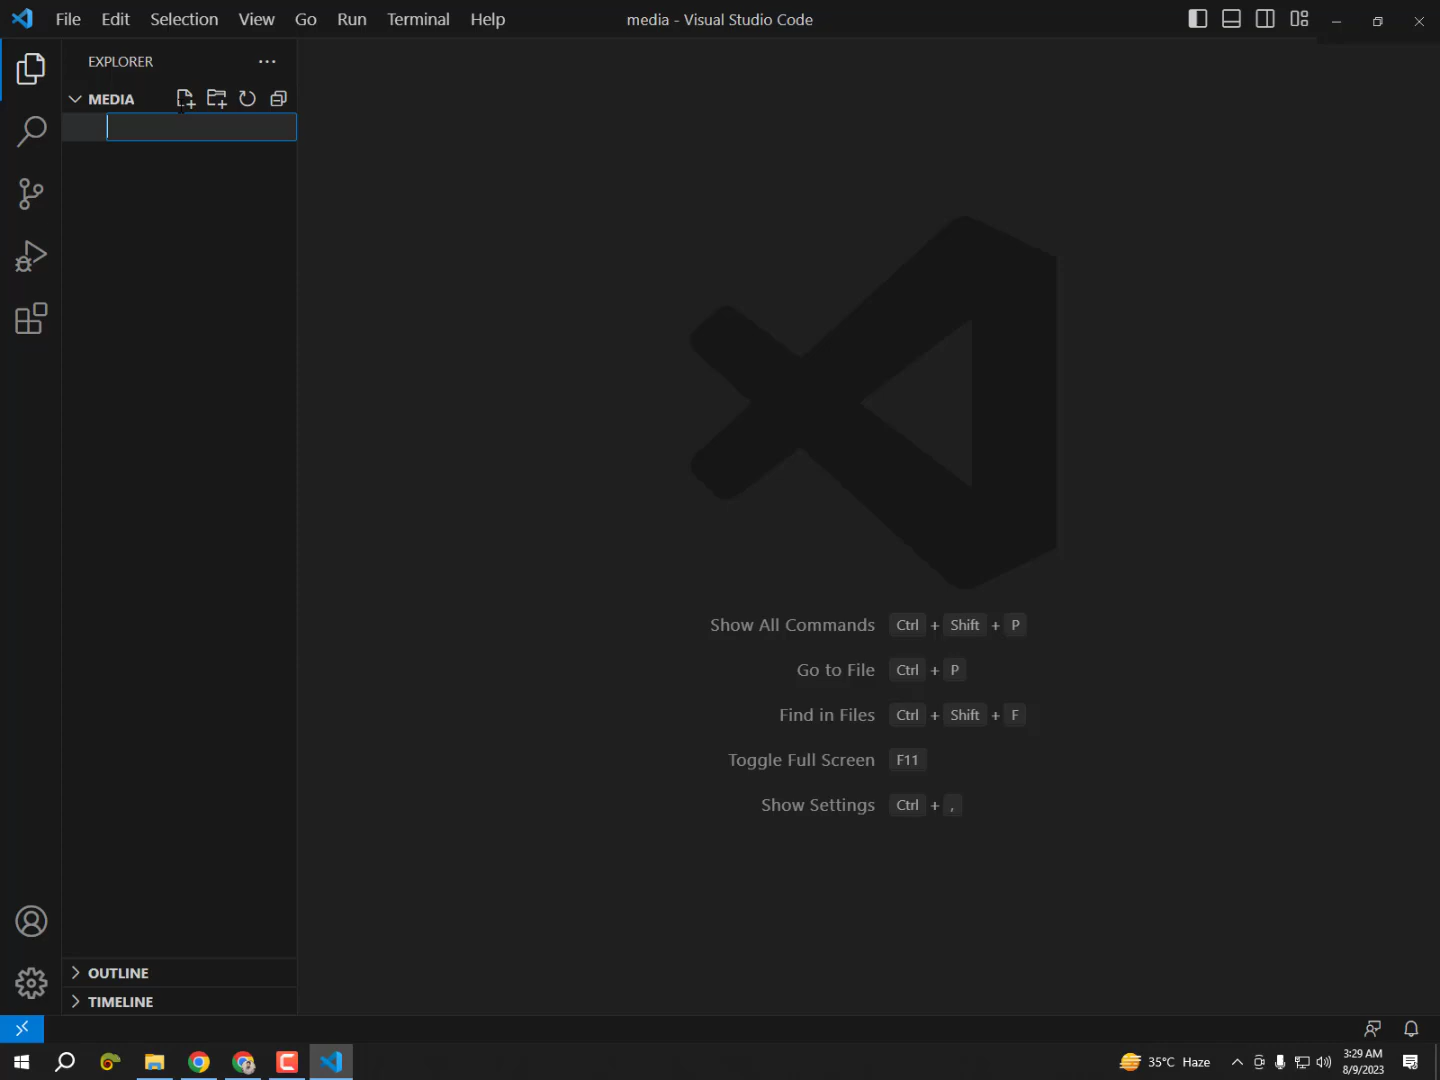 File Edit Selection View Go Run Terminal Help media - Visual Studio Code
EXPLORER
MEDIA
Show All Commands Ctrl + Shift + P
Go to File Ctrl + P
Find in Files Ctrl + Shift + F
Toggle Full Screen F11
Show Settings Ctrl + ,
OUTLINE
TIMELINE
35°C Haze
3:29 AM
8/9/2023